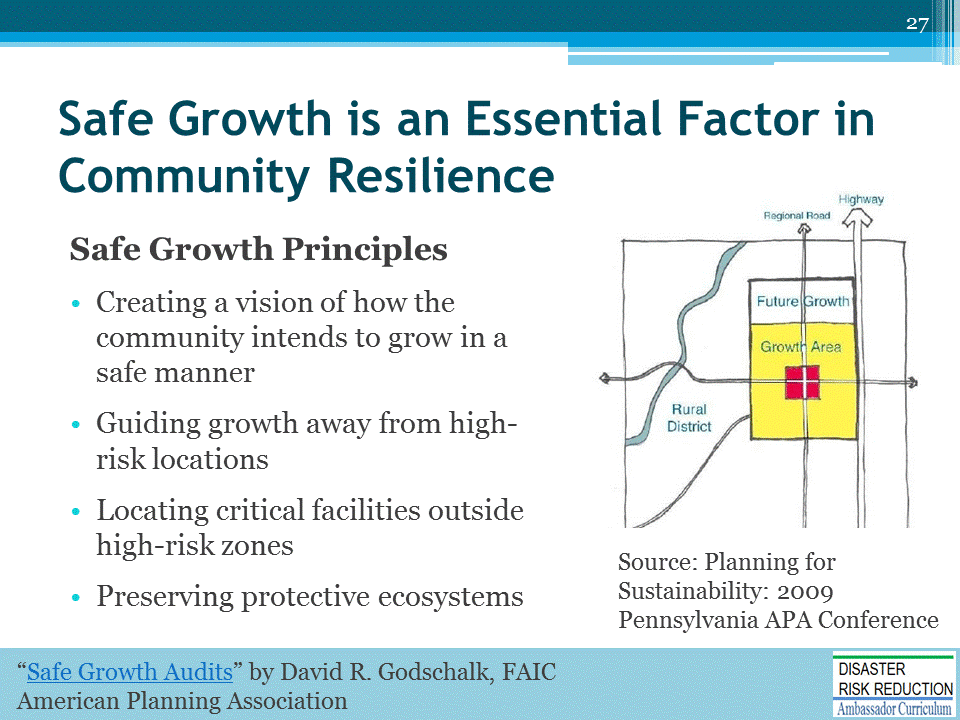 27
Safe Growth is an Essential Factor in
Community Resilience
Safe Growth Principles
• Creating a vision of how the
community intends to grow in a
safe manner
• Guiding growth away from high-
risk locations
• Locating critical facilities outside
high-risk zones
• Preserving protective ecosystems
Highway
Regional Road
Future Growth
Growth Area
Rural
District
Source: Planning for
Sustainability: 2009
Pennsylvania APA Conference
“Safe Growth Audits” by David R. Godschalk, FAIC
American Planning Association
DISASTER
RISK REDUCTION
Ambassador Curriculum